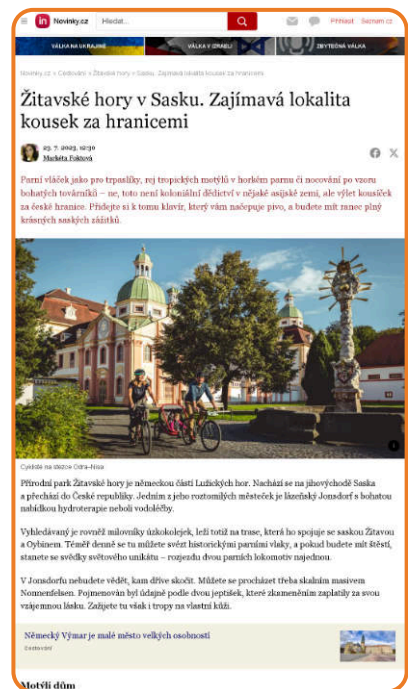 Novinky.cz
Hledat...
Přihlásit Seznam.cz
VÁLKA NA UKRAJINĚ
VÁLKA V IZRAELI
ZBYTEČNÁ VÁLKA
Novinky.cz » Cestování » Žitavské hory v Sasku. Zajímavá lokalita kousek za hranicemi
Žitavské hory v Sasku. Zajímavá lokalita
kousek za hranicemi
23. 7. 2023, 12:30
Markéta Foktová
Parní vláček jako pro trpaslíky, rej tropických motýlů v horkém parnu či nocování po vzoru
bohatých továrníků – ne, toto není koloniální dědictví v nějaké asijské zemi, ale výlet kousíček
za české hranice. Přidejte si k tomu klavír, který vám načepuje pivo, a budete mít ranec plný
krásných saských zážitků.
Cyklisté na stezce Odra–Nisa
Přírodní park Žitavské hory je německou částí Lužických hor. Nachází se na jihovýchodě Saska
a přechází do České republiky. Jedním z jeho roztomilých městeček je lázeňský Jonsdorf s bohatou
nabídkou hydroterapie neboli vodoléčby.
Vyhledávaný je rovněž milovníky úzkokolejek, leží totiž na trase, která ho spojuje se saskou Žitavou
a Oybinem. Téměř denně se tu můžete svézt historickými parními vlaky, a pokud budete mít štěstí,
stanete se svědky světového unikátu – rozjezdu dvou parních lokomotiv najednou.
V Jonsdorfu nebudete vědět, kam dříve skočit. Můžete se procházet třeba skalním masivem
Nonnenfelsen. Pojmenován byl údajně podle dvou jeptišek, které zkameněním zaplatily za svou
vzájemnou lásku. Zažijete tu však i tropy na vlastní kůži.
Německý Výmar je malé město velkých osobností
Cestování
Motýlí dům